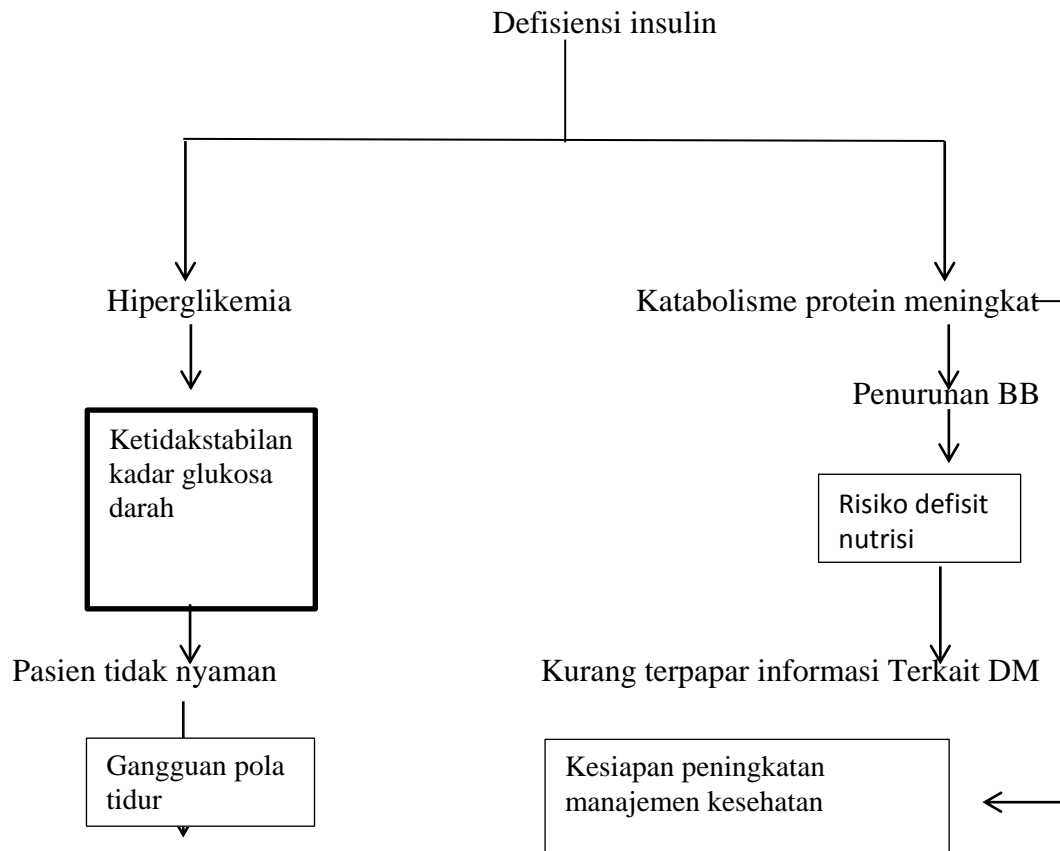 Defisiensi insulin
Hiperglikemia
Katabolisme protein meningkat
Penurunan BB
Ketidakstabilan
kadar glukosa
darah
Risiko defisit
nutrisi
Pasien tidak nyaman
Kurang terpapar informasi Terkait DM
Gangguan pola
tidur
Kesiapan peningkatan
manajemen kesehatan